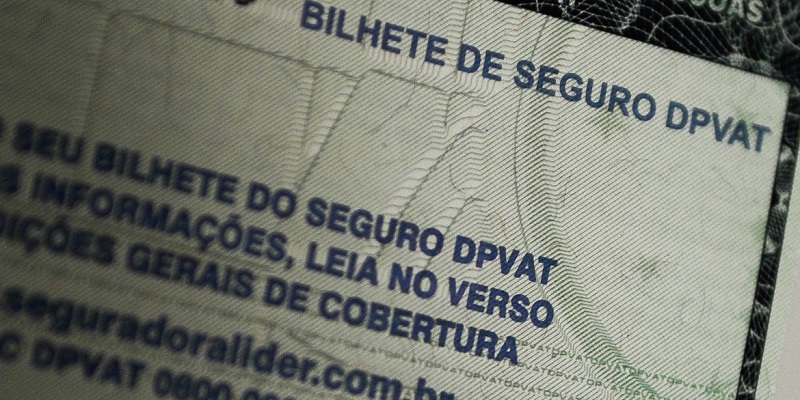 BILHETE DE SEGURO DPVAT
SEU BILHETE DO SEGURO DPVAT
INFORMAÇÕES, LEIA NO VERSO
GERAIS DE COBERTURA
seguradoralider.com.br
DPVAT 0800